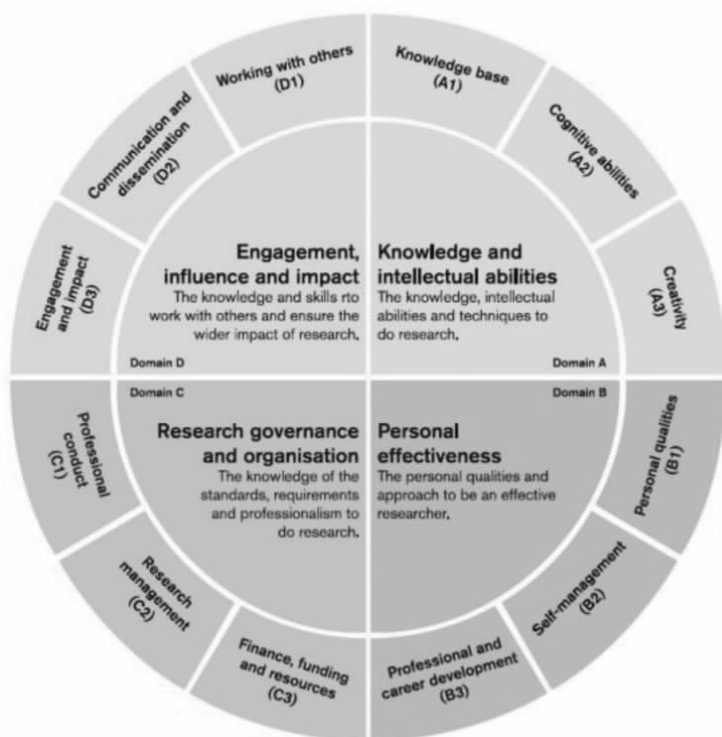 Working with others
(D1)
Knowledge base
(A1)
Communication and
dissemination
(D2)
Cognitive abilities
(A2)
Engagement
and impact
(D3)
Creativity
(A3)
Engagement,
influence and impact
The knowledge and skills rto
work with others and ensure the
wider impact of research.
Domain D
Knowledge and
intellectual abilities
The knowledge, intellectual
abilities and techniques to
do research.
Domain A
Domain C
Research governance
and organisation
The knowledge of the
standards, requirements
and professionalism to
do research.
Domain B
Personal
effectiveness
The personal qualities and
approach to be an effective
researcher.
Professional
conduct
(C1)
Personal qualities
(B1)
Research
management
(C2)
Self-management
(B2)
Finance, funding
and resources
(C3)
Professional and
career development
(B3)